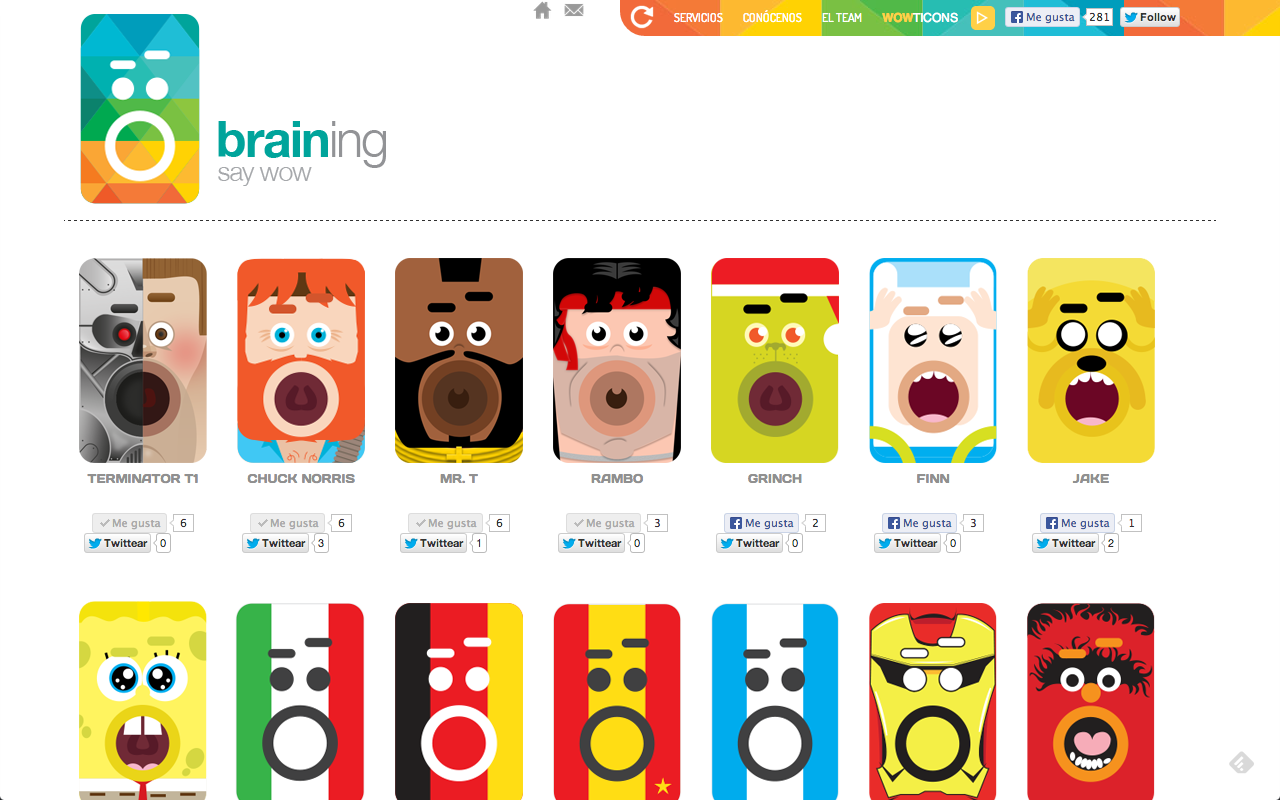 SERVICIOS CONÓCENOS EL TEAM WOWTICONS Me gusta 281 Follow
braining
say wow
TERMINATOR T1 CHUCK NORRIS MR. T RAMBO GRINCH FINN JAKE
Me gusta 6 Me gusta 6 Me gusta 6 Me gusta 3 Me gusta 2 Me gusta 3 Me gusta 1
Twittear 0 Twittear 3 Twittear 1 Twittear 0 Twittear 0 Twittear 0 Twittear 2